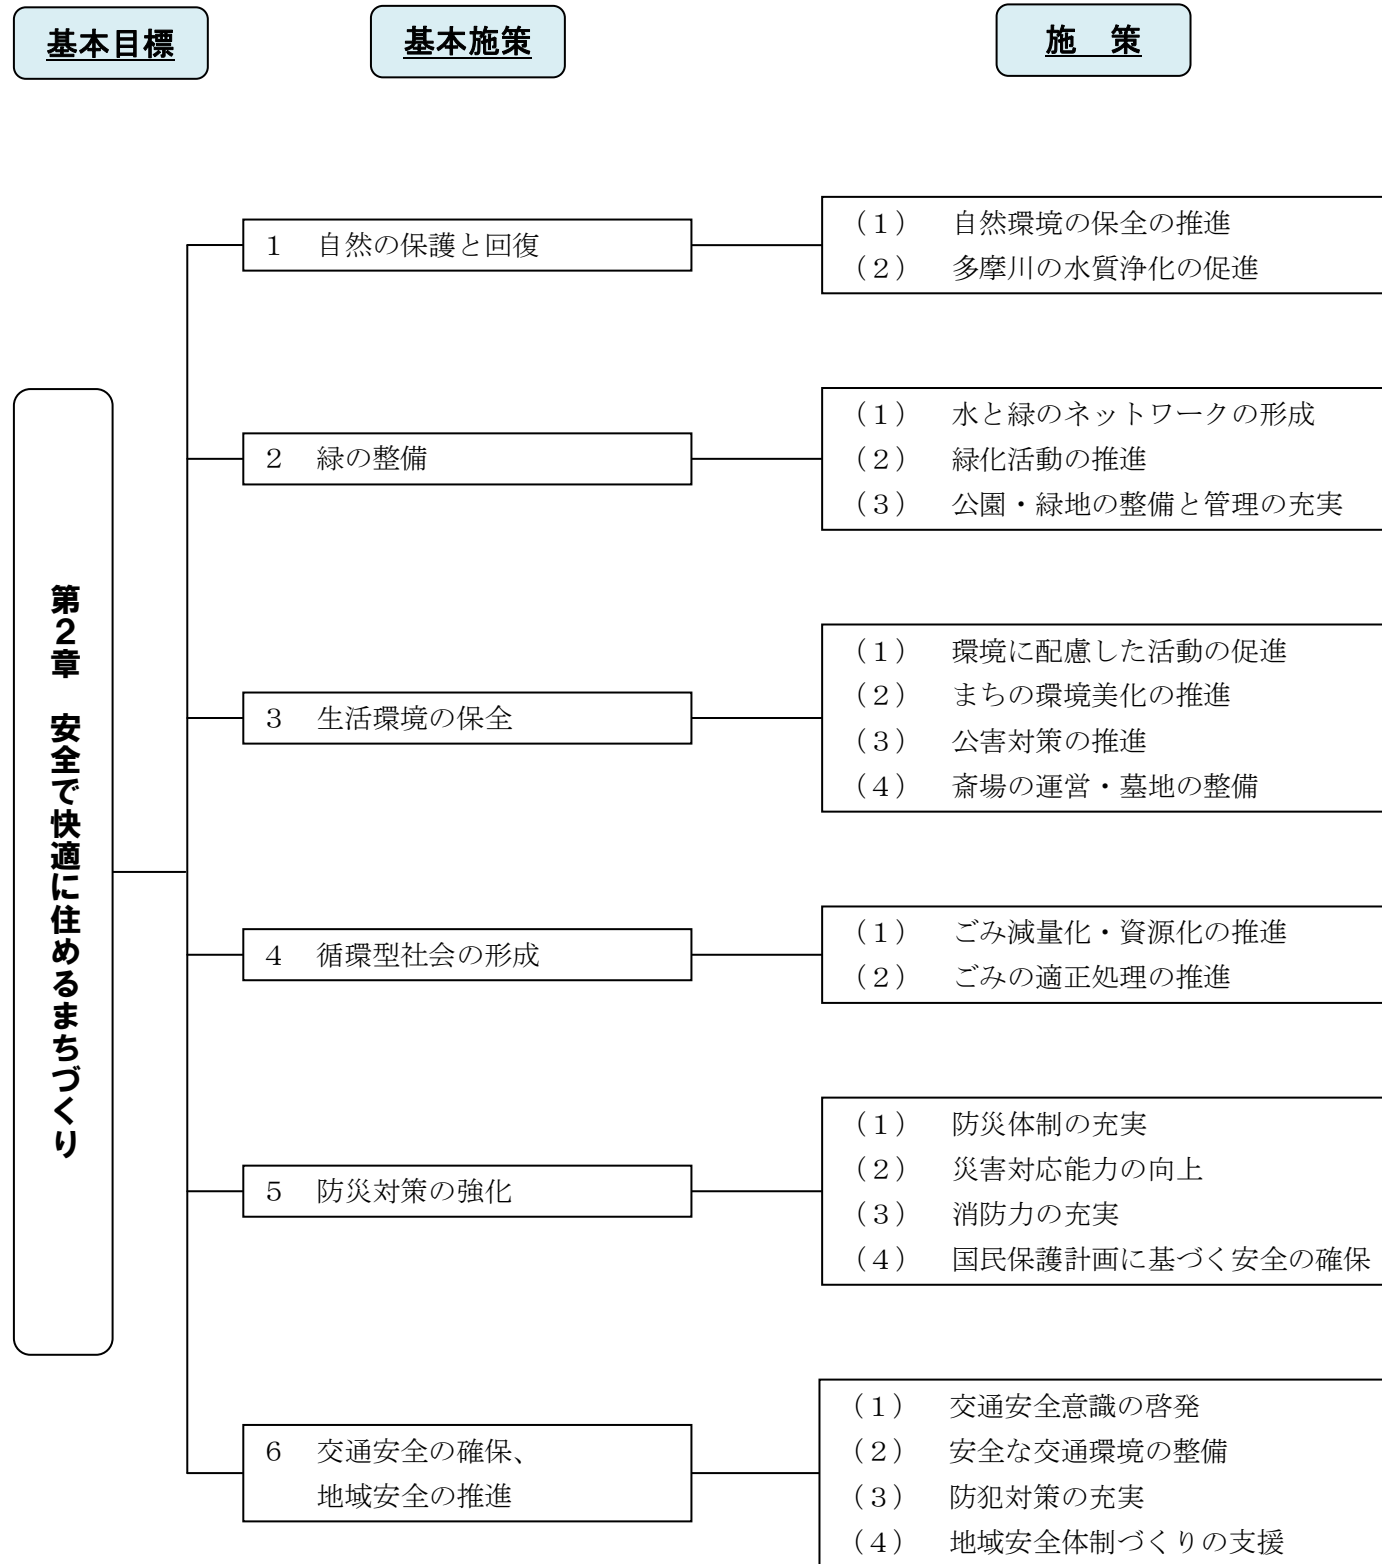 基本目標
基本施策
施　策
第２章　安全で快適に住めるまちづくり
１　自然の保護と回復
（１）　自然環境の保全の推進
（２）　多摩川の水質浄化の促進
２　緑の整備
（１）　水と緑のネットワークの形成
（２）　緑化活動の推進
（３）　公園・緑地の整備と管理の充実
３　生活環境の保全
（１）　環境に配慮した活動の促進
（２）　まちの環境美化の推進
（３）　公害対策の推進
（４）　斎場の運営・墓地の整備
４　循環型社会の形成
（１）　ごみ減量化・資源化の推進
（２）　ごみの適正処理の推進
５　防災対策の強化
（１）　防災体制の充実
（２）　災害対応能力の向上
（３）　消防力の充実
（４）　国民保護計画に基づく安全の確保
６　交通安全の確保、
地域安全の推進
（１）　交通安全意識の啓発
（２）　安全な交通環境の整備
（３）　防犯対策の充実
（４）　地域安全体制づくりの支援